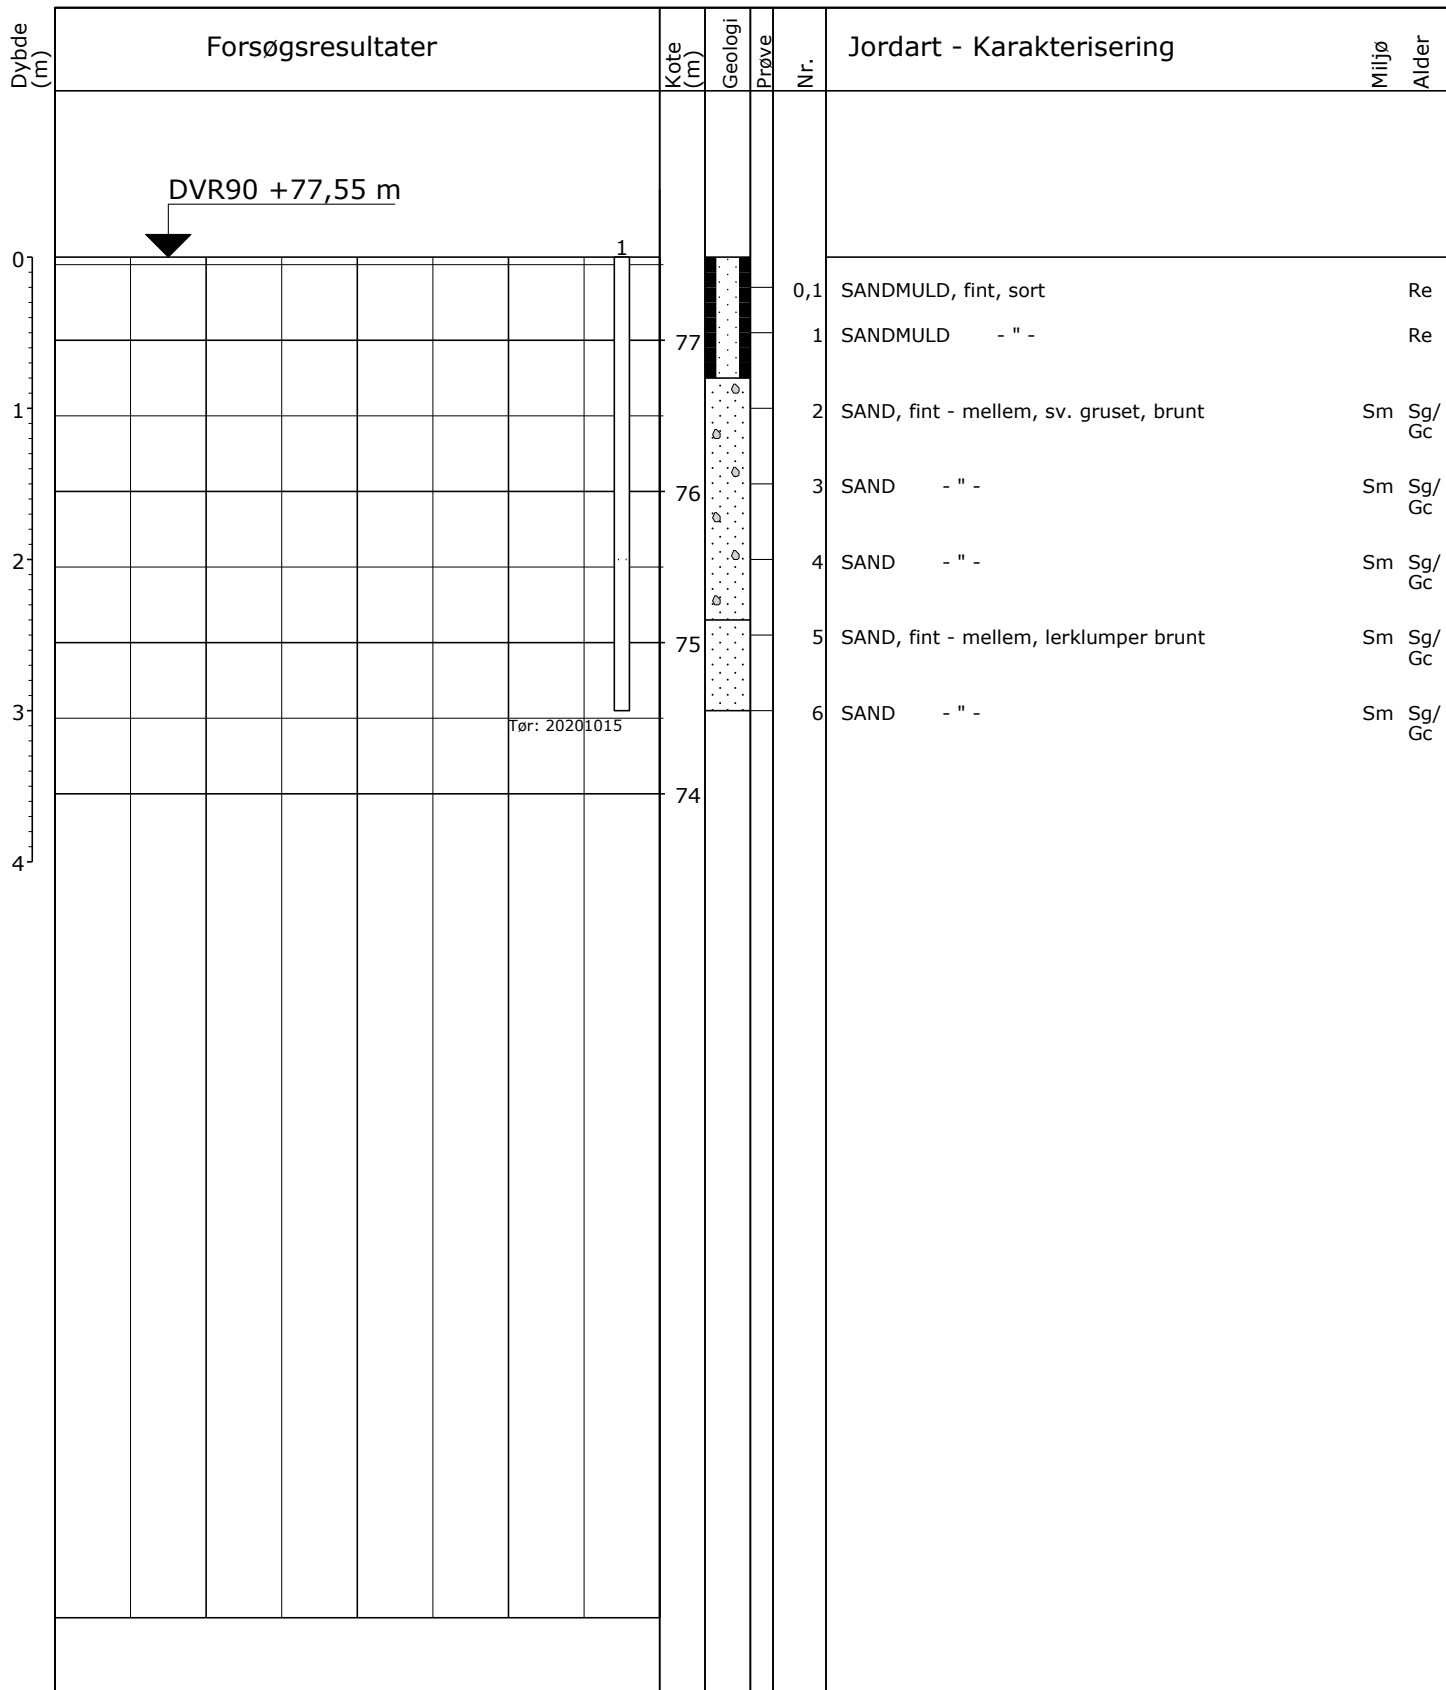 Dybde
(m)
Forsøgsresultater
Kote
(m)
Geologi
Prøve
Nr.
Jordart - Karakterisering
Miljø
Alder
DVR90 +77,55 m
1
0
0,1 SANDMULD, fint, sort Re
77
1 SANDMULD - " - Re
1
2 SAND, fint - mellem, sv. gruset, brunt Sm Sg/
Gc
76
3 SAND - " - Sm Sg/
Gc
2
4 SAND - " - Sm Sg/
Gc
75
5 SAND, fint - mellem, lerklumper brunt Sm Sg/
Gc
3
6 SAND - " - Sm Sg/
Gc
Tør: 20201015
74
4